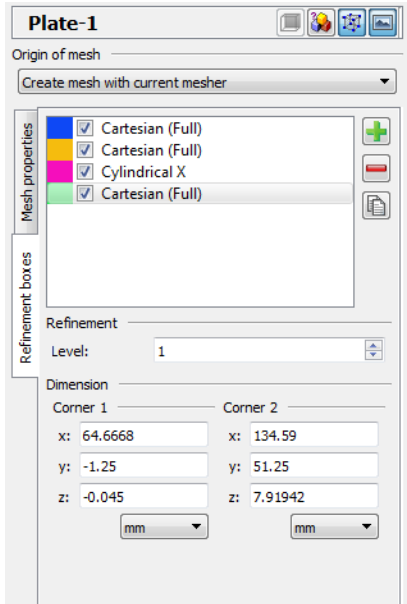 Plate-1
Origin of mesh
Create mesh with current mesher
Mesh properties
Refinement boxes
Cartesian (Full)
Cartesian (Full)
Cylindrical X
Cartesian (Full)
Refinement
Level: 1
Dimension
Corner 1 Corner 2
x: 64.6668 x: 134.59
y: -1.25 y: 51.25
z: -0.045 z: 7.91942
mm mm